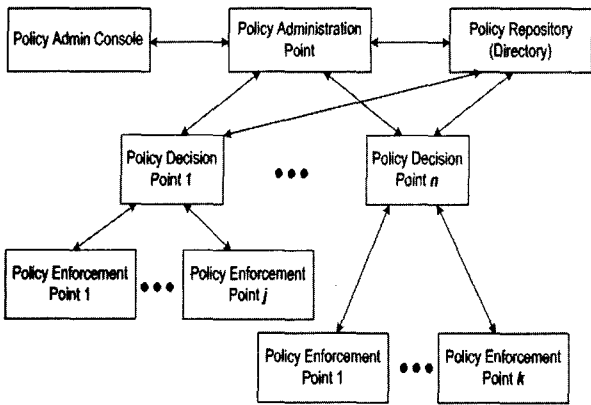 Policy Admin Console
Policy Administration
Point
Policy Repository
(Directory)
Policy Decision
Point 1
Policy Decision
Point n
Policy Enforcement
Point 1
Policy Enforcement
Point j
Policy Enforcement
Point 1
Policy Enforcement
Point k